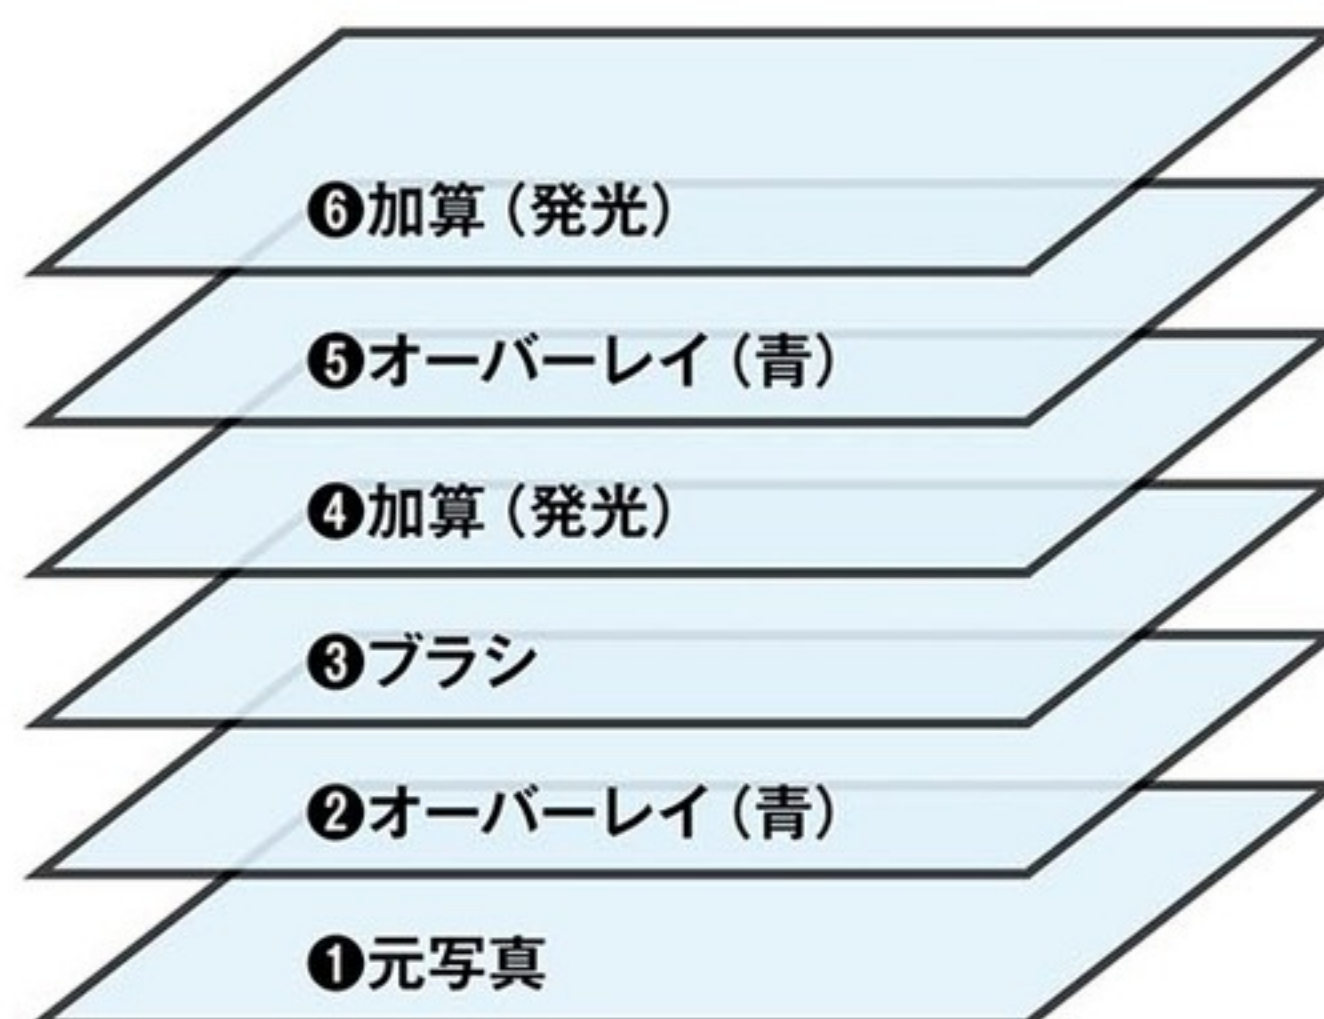 ❻加算（発光）
❺オーバーレイ（青）
❹加算（発光）
❸ブラシ
❷オーバーレイ（青）
❶元写真